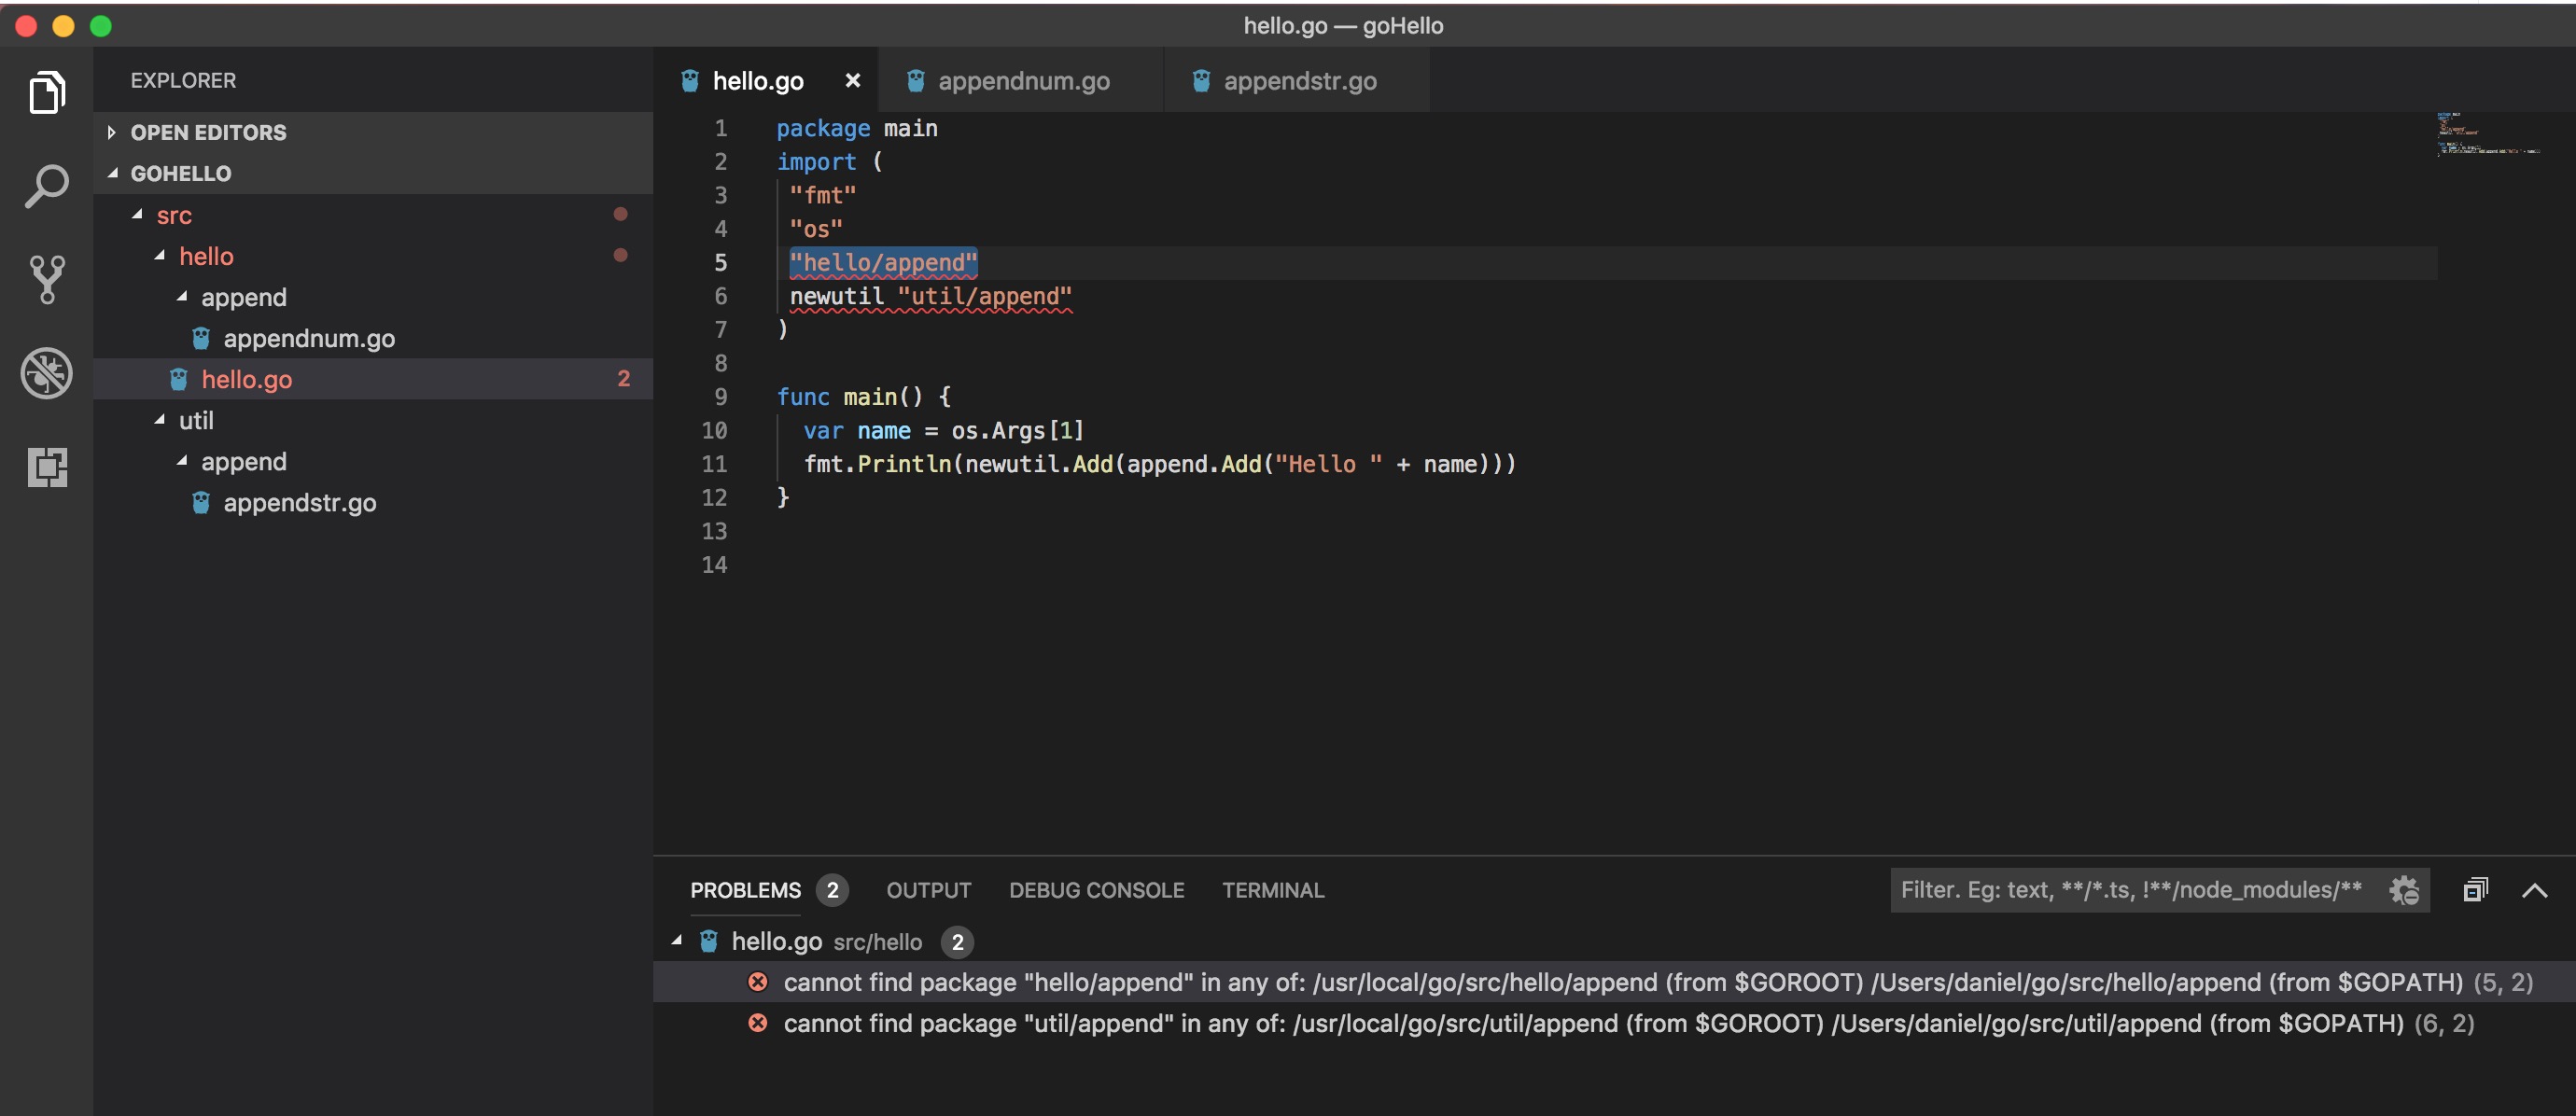 hello.go — goHello
EXPLORER
OPEN EDITORS
GOHELLO
src
hello
append
appendnum.go
hello.go 2
util
append
appendstr.go
hello.go
appendnum.go
appendstr.go
1 package main
2 import (
3 "fmt"
4 "os"
5 "hello/append"
6 newutil "util/append"
7 )
8
9 func main() {
10 var name = os.Args[1]
11 fmt.Println(newutil.Add(append.Add("Hello " + name)))
12 }
13
14
PROBLEMS 2 OUTPUT DEBUG CONSOLE TERMINAL Filter. Eg: text, **/*.ts, !**/node_modules/**
hello.go src/hello 2
cannot find package "hello/append" in any of: /usr/local/go/src/hello/append (from $GOROOT) /Users/daniel/go/src/hello/append (from $GOPATH) (5, 2)
cannot find package "util/append" in any of: /usr/local/go/src/util/append (from $GOROOT) /Users/daniel/go/src/util/append (from $GOPATH) (6, 2)